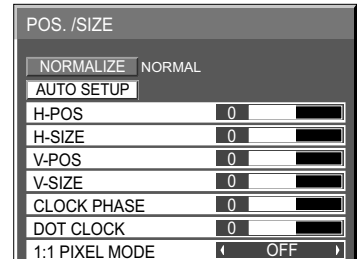 POS. /SIZE
NORMALIZE NORMAL
AUTO SETUP
H-POS 0
H-SIZE 0
V-POS 0
V-SIZE 0
CLOCK PHASE 0
DOT CLOCK 0
1:1 PIXEL MODE OFF